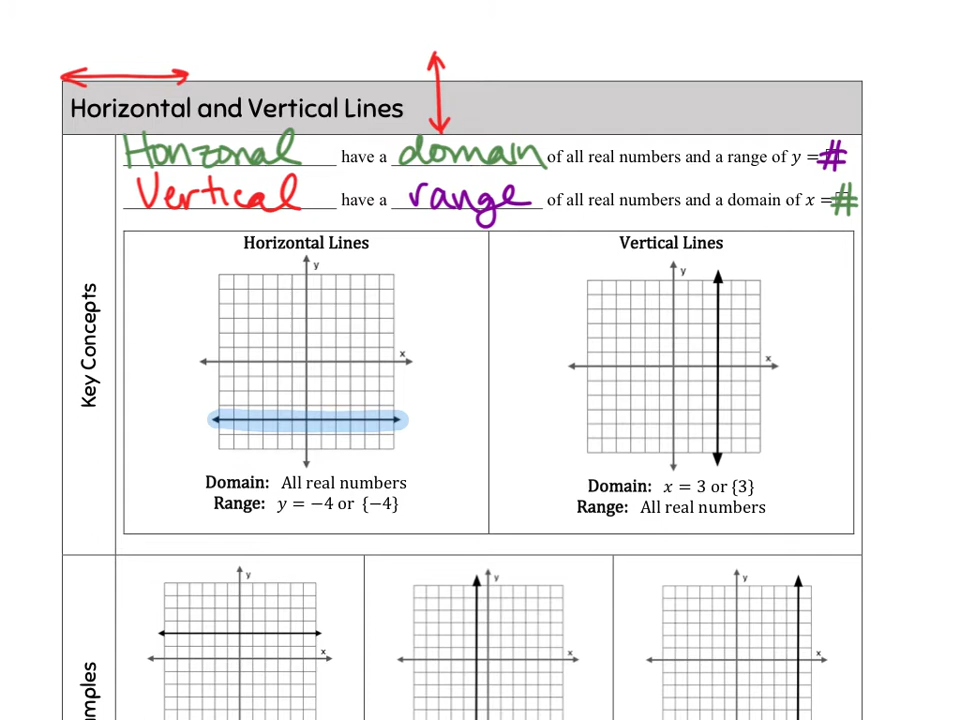 Horizontal and Vertical Lines
Honzonal have a domain of all real numbers and a range of y = #
Vertical have a range of all real numbers and a domain of x = #
Key Concepts
Horizontal Lines
y
x
Domain: All real numbers
Range: y = −4 or {−4}
Vertical Lines
y
x
Domain: x = 3 or {3}
Range: All real numbers
y
x
y
x
y
x